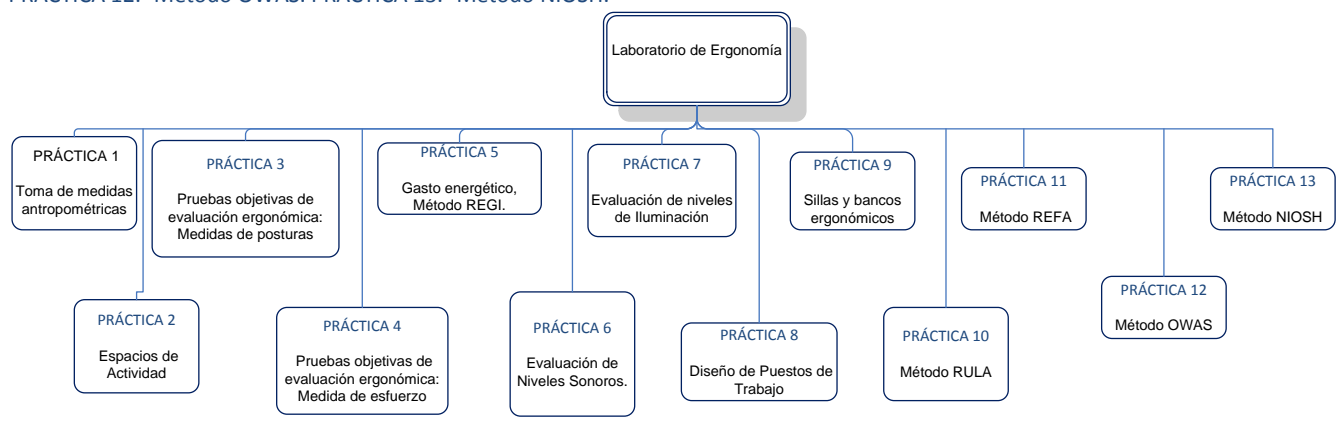 PRÁCTICA 12.- Método OWAS. PRÁCTICA 13.- Método NIOSH.
Laboratorio de Ergonomía
PRÁCTICA 1
Toma de medidas
antropométricas
PRÁCTICA 2
Espacios de
Actividad
PRÁCTICA 3
Pruebas objetivas de
evaluación ergonómica:
Medidas de posturas
PRÁCTICA 4
Pruebas objetivas de
evaluación ergonómica:
Medida de esfuerzo
PRÁCTICA 5
Gasto energético,
Método REGI.
PRÁCTICA 6
Evaluación de
Niveles Sonoros.
PRÁCTICA 7
Evaluación de niveles
de Iluminación
PRÁCTICA 8
Diseño de Puestos de
Trabajo
PRÁCTICA 9
Sillas y bancos
ergonómicos
PRÁCTICA 10
Método RULA
PRÁCTICA 11
Método REFA
PRÁCTICA 12
Método OWAS
PRÁCTICA 13
Método NIOSH